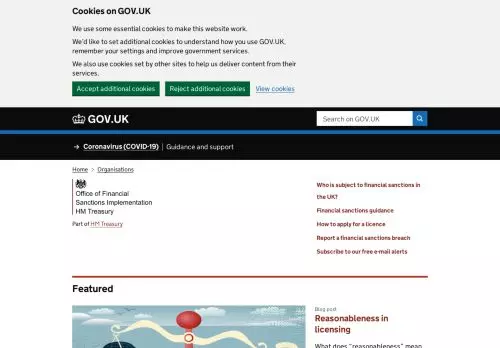 Cookies on GOV.UK
We use some essential cookies to make this website work.
We'd like to set additional cookies to understand how you use GOV.UK,
remember your settings and improve government services.
We also use cookies set by other sites to help us deliver content from their
services.
Accept additional cookies Reject additional cookies View cookies
GOV.UK Search on GOV.UK
→ Coronavirus (COVID-19) | Guidance and support
Home > Organisations
Office of Financial
Sanctions Implementation
HM Treasury
Part of HM Treasury
Who is subject to financial sanctions in
the UK?
Financial sanctions guidance
How to apply for a licence
Report a financial sanctions breach
Subscribe to our free e-mail alerts
Featured
Blog post
Reasonableness in
licensing
What does "reasonableness" mean